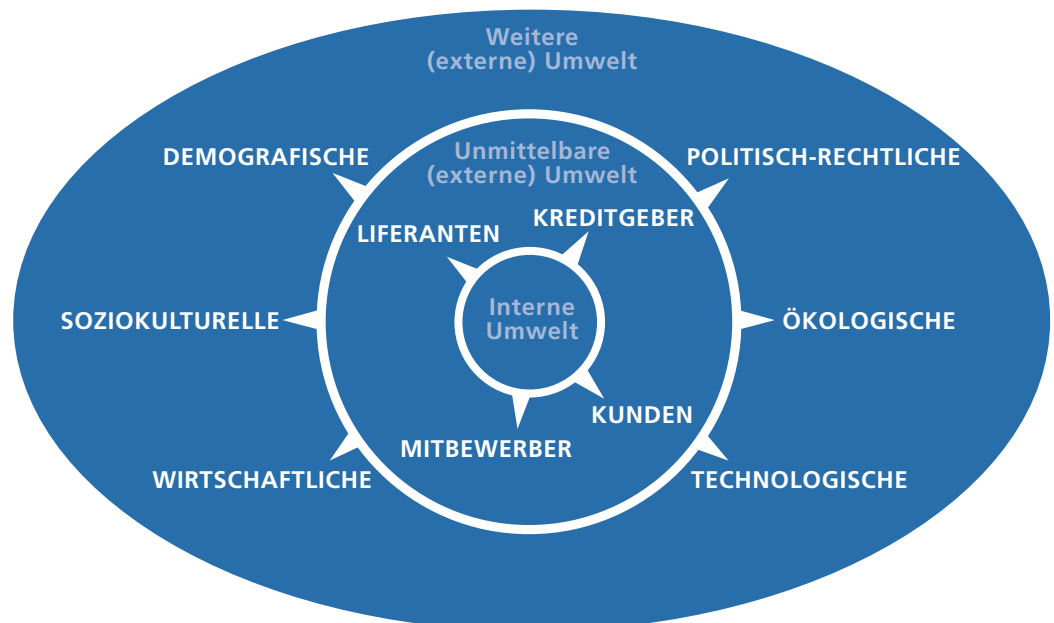 Weitere
(externe) Umwelt
DEMOGRAFISCHE
Unmittelbare
(externe) Umwelt
POLITISCH-RECHTLICHE
LIFERANTEN
KREDITGEBER
SOZIOKULTURELLE
Interne
Umwelt
ÖKOLOGISCHE
KUNDEN
MITBEWERBER
WIRTSCHAFTLICHE
TECHNOLOGISCHE